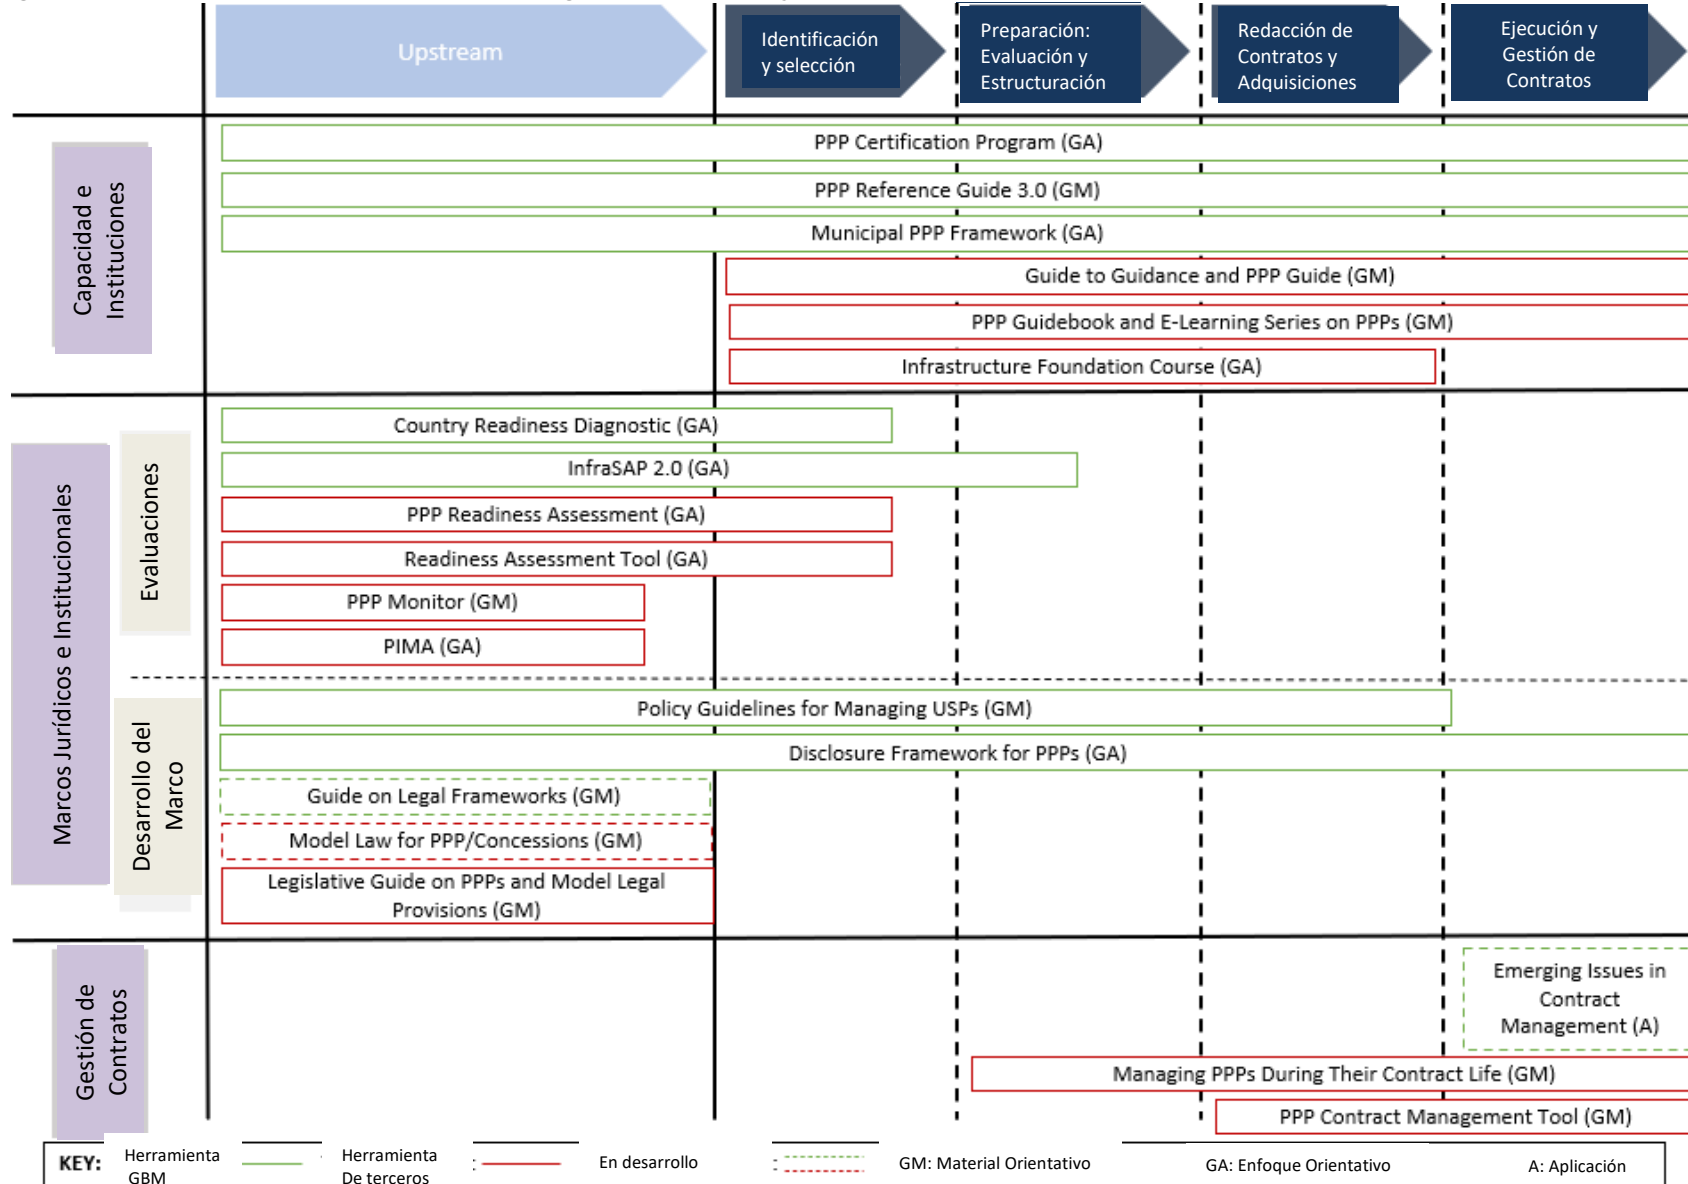 Upstream
Identificación
y selección
Preparación:
Evaluación y
Estructuración
Redacción de
Contratos y
Adquisiciones
Ejecución y
Gestión de
Contratos
Capacidad e
Instituciones
PPP Certification Program (GA)
PPP Reference Guide 3.0 (GM)
Municipal PPP Framework (GA)
Guide to Guidance and PPP Guide (GM)
PPP Guidebook and E-Learning Series on PPPs (GM)
Infrastructure Foundation Course (GA)
Marcos Jurídicos e Institucionales
Evaluaciones
Country Readiness Diagnostic (GA)
InfraSAP 2.0 (GA)
PPP Readiness Assessment (GA)
Readiness Assessment Tool (GA)
PPP Monitor (GM)
PIMA (GA)
Desarrollo del
Marco
Policy Guidelines for Managing USPs (GM)
Disclosure Framework for PPPs (GA)
Guide on Legal Frameworks (GM)
Model Law for PPP/Concessions (GM)
Legislative Guide on PPPs and Model Legal
Provisions (GM)
Gestión de
Contratos
Emerging Issues in
Contract
Management (A)
Managing PPPs During Their Contract Life (GM)
PPP Contract Management Tool (GM)
KEY:
Herramienta
GBM
Herramienta
De terceros
En desarrollo
GM: Material Orientativo
GA: Enfoque Orientativo
A: Aplicación